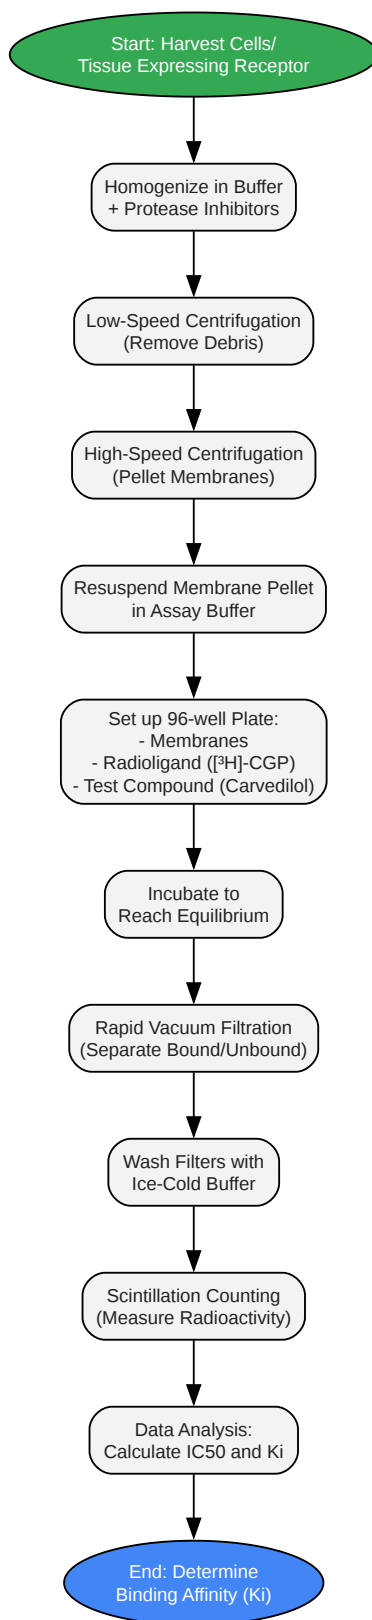 Start: Harvest Cells/
Tissue Expressing Receptor
Homogenize in Buffer
+ Protease Inhibitors
Low-Speed Centrifugation
(Remove Debris)
High-Speed Centrifugation
(Pellet Membranes)
Resuspend Membrane Pellet
in Assay Buffer
Set up 96-well Plate:
- Membranes
- Radioligand ([³H]-CGP)
- Test Compound (Carvedilol)
Incubate to
Reach Equilibrium
Rapid Vacuum Filtration
(Separate Bound/Unbound)
Wash Filters with
Ice-Cold Buffer
Scintillation Counting
(Measure Radioactivity)
Data Analysis:
Calculate IC50 and Ki
End: Determine
Binding Affinity (Ki)